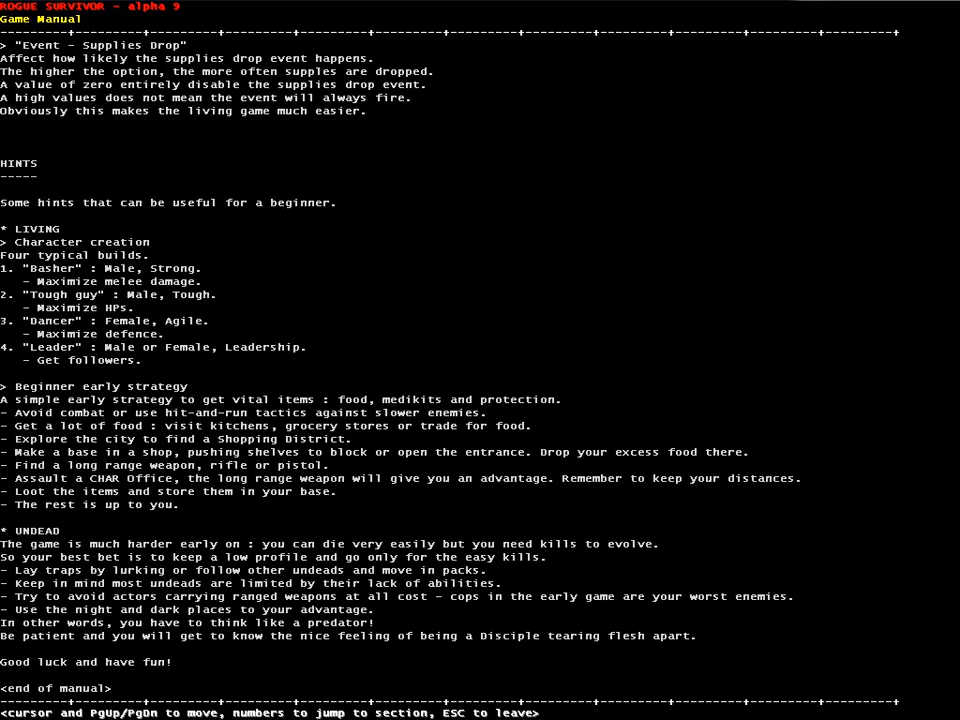 ROGUE SURVIVOR - alpha 9
Game Manual
---------+---------+---------+---------+---------+---------+---------+---------+---------+---------+---------+---------+
> "Event - Supplies Drop"
Affect how likely the supplies drop event happens.
The higher the option, the more often supples are dropped.
A value of zero entirely disable the supplies drop event.
A high values does not mean the event will always fire.
Obviously this makes the living game much easier.
HINTS
-----
Some hints that can be useful for a beginner.
* LIVING
> Character creation
Four typical builds.
1. "Basher" : Male, Strong.
- Maximize melee damage.
2. "Tough guy" : Male, Tough.
- Maximize HPs.
3. "Dancer" : Female, Agile.
- Maximize defence.
4. "Leader" : Male or Female, Leadership.
- Get followers.
> Beginner early strategy
A simple early strategy to get vital items : food, medikits and protection.
- Avoid combat or use hit-and-run tactics against slower enemies.
- Get a lot of food : visit kitchens, grocery stores or trade for food.
- Explore the city to find a Shopping District.
- Make a base in a shop, pushing shelves to block or open the entrance. Drop your excess food there.
- Find a long range weapon, rifle or pistol.
- Assault a CHAR Office, the long range weapon will give you an advantage. Remember to keep your distances.
- Loot the items and store them in your base.
- The rest is up to you.
* UNDEAD
The game is much harder early on : you can die very easily but you need kills to evolve.
So your best bet is to keep a low profile and go only for the easy kills.
- Lay traps by lurking or follow other undeads and move in packs.
- Keep in mind most undeads are limited by their lack of abilities.
- Try to avoid actors carrying ranged weapons at all cost - cops in the early game are your worst enemies.
- Use the night and dark places to your advantage.
In other words, you have to think like a predator!
Be patient and you will get to know the nice feeling of being a Disciple tearing flesh apart.
Good luck and have fun!
<end of manual>
---------+---------+---------+---------+---------+---------+---------+---------+---------+---------+---------+---------+
<cursor and PgUp/PgDn to move, numbers to jump to section, ESC to leave>